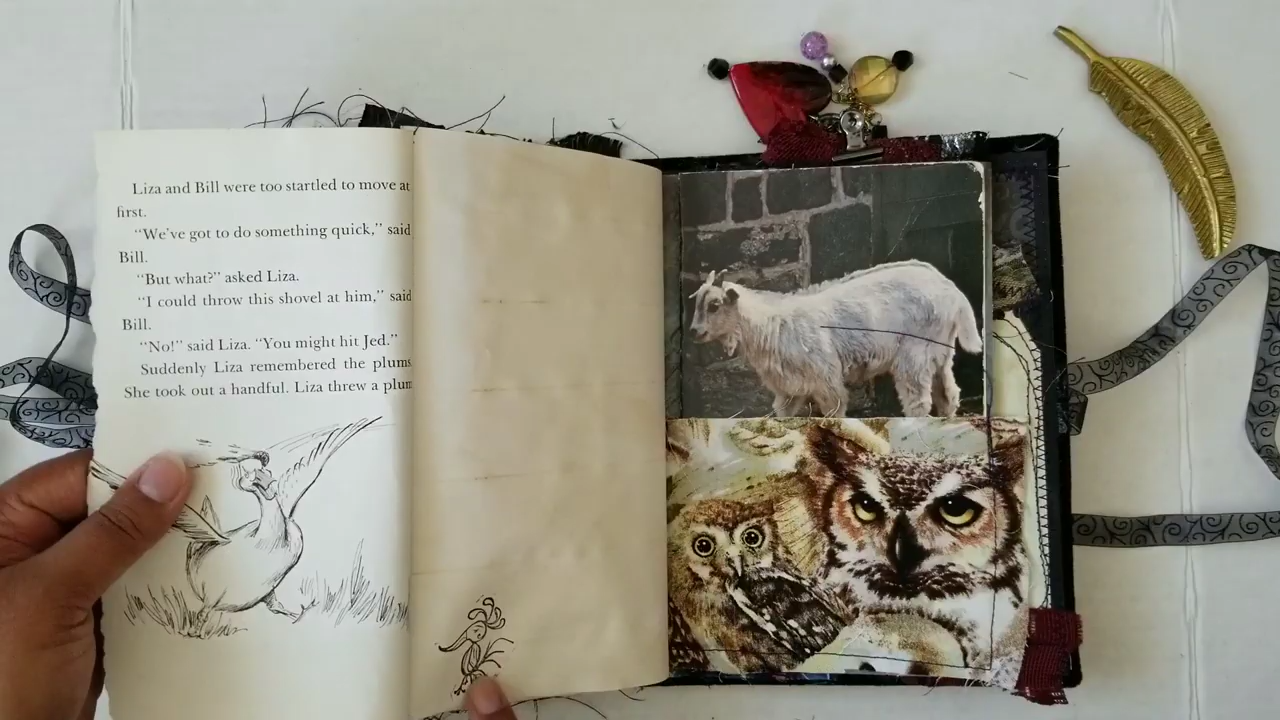 Liza and Bill were too startled to move at
first.
“We’ve got to do something quick,” said
Bill.
“But what?” asked Liza.
“I could throw this shovel at him,” said
Bill.
“No!” said Liza. “You might hit Jed.”
Suddenly Liza remembered the plums.
She took out a handful. Liza threw a plum